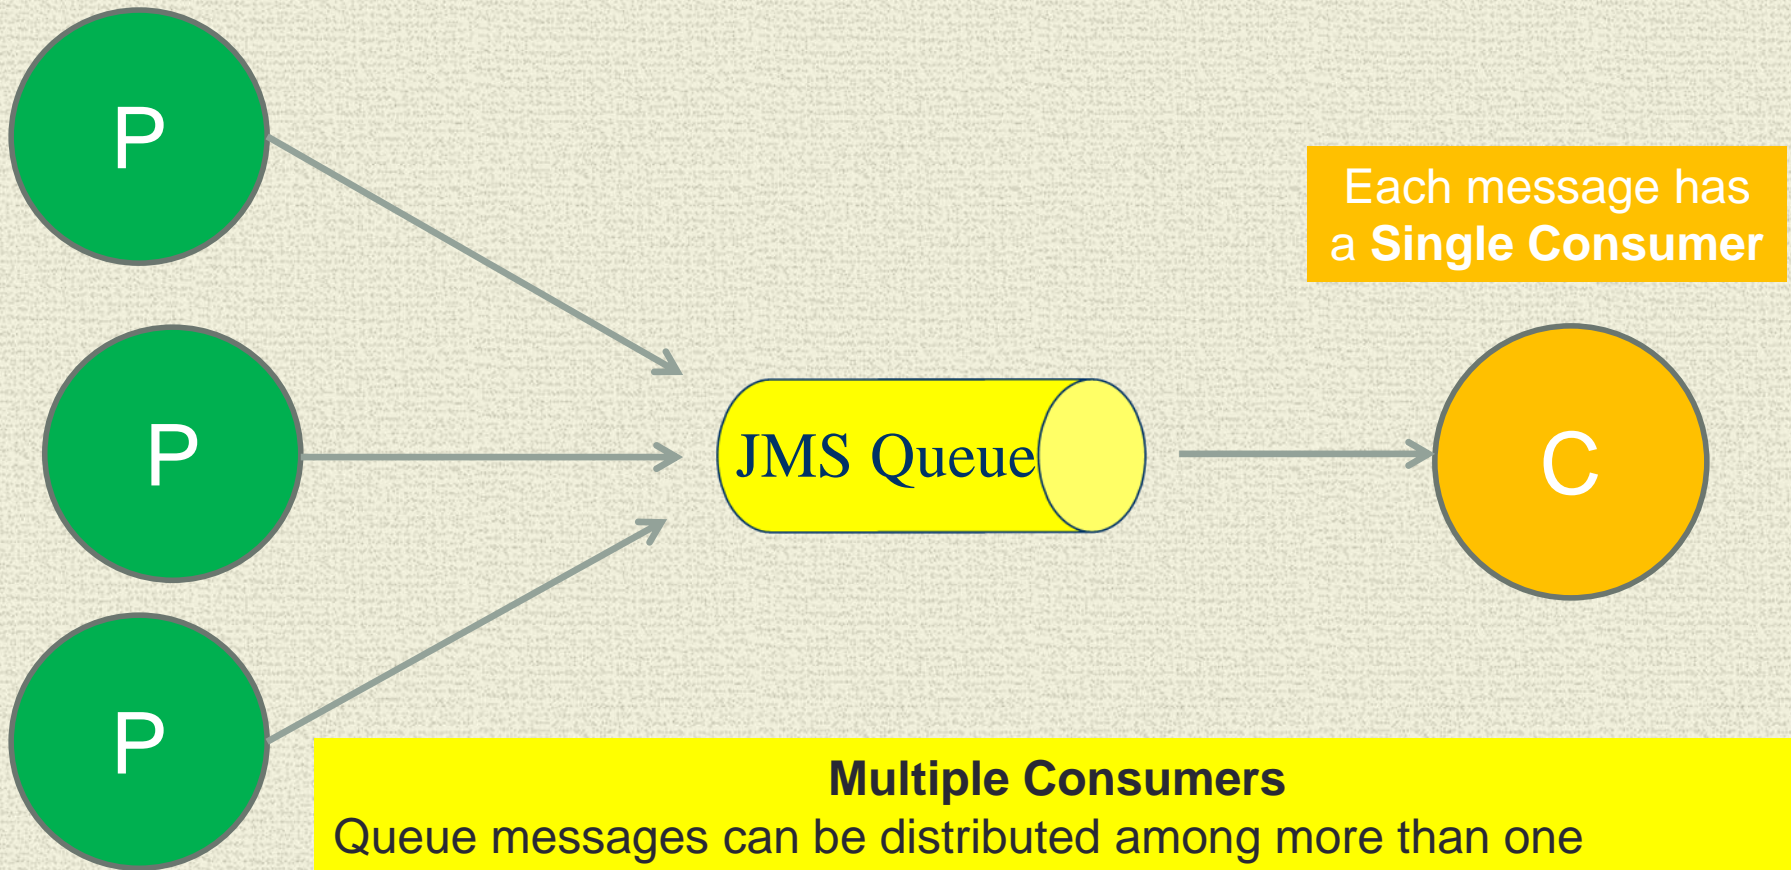 P
Each message has
a Single Consumer
P
JMS Queue
C
P
Multiple Consumers
Queue messages can be distributed among more than one